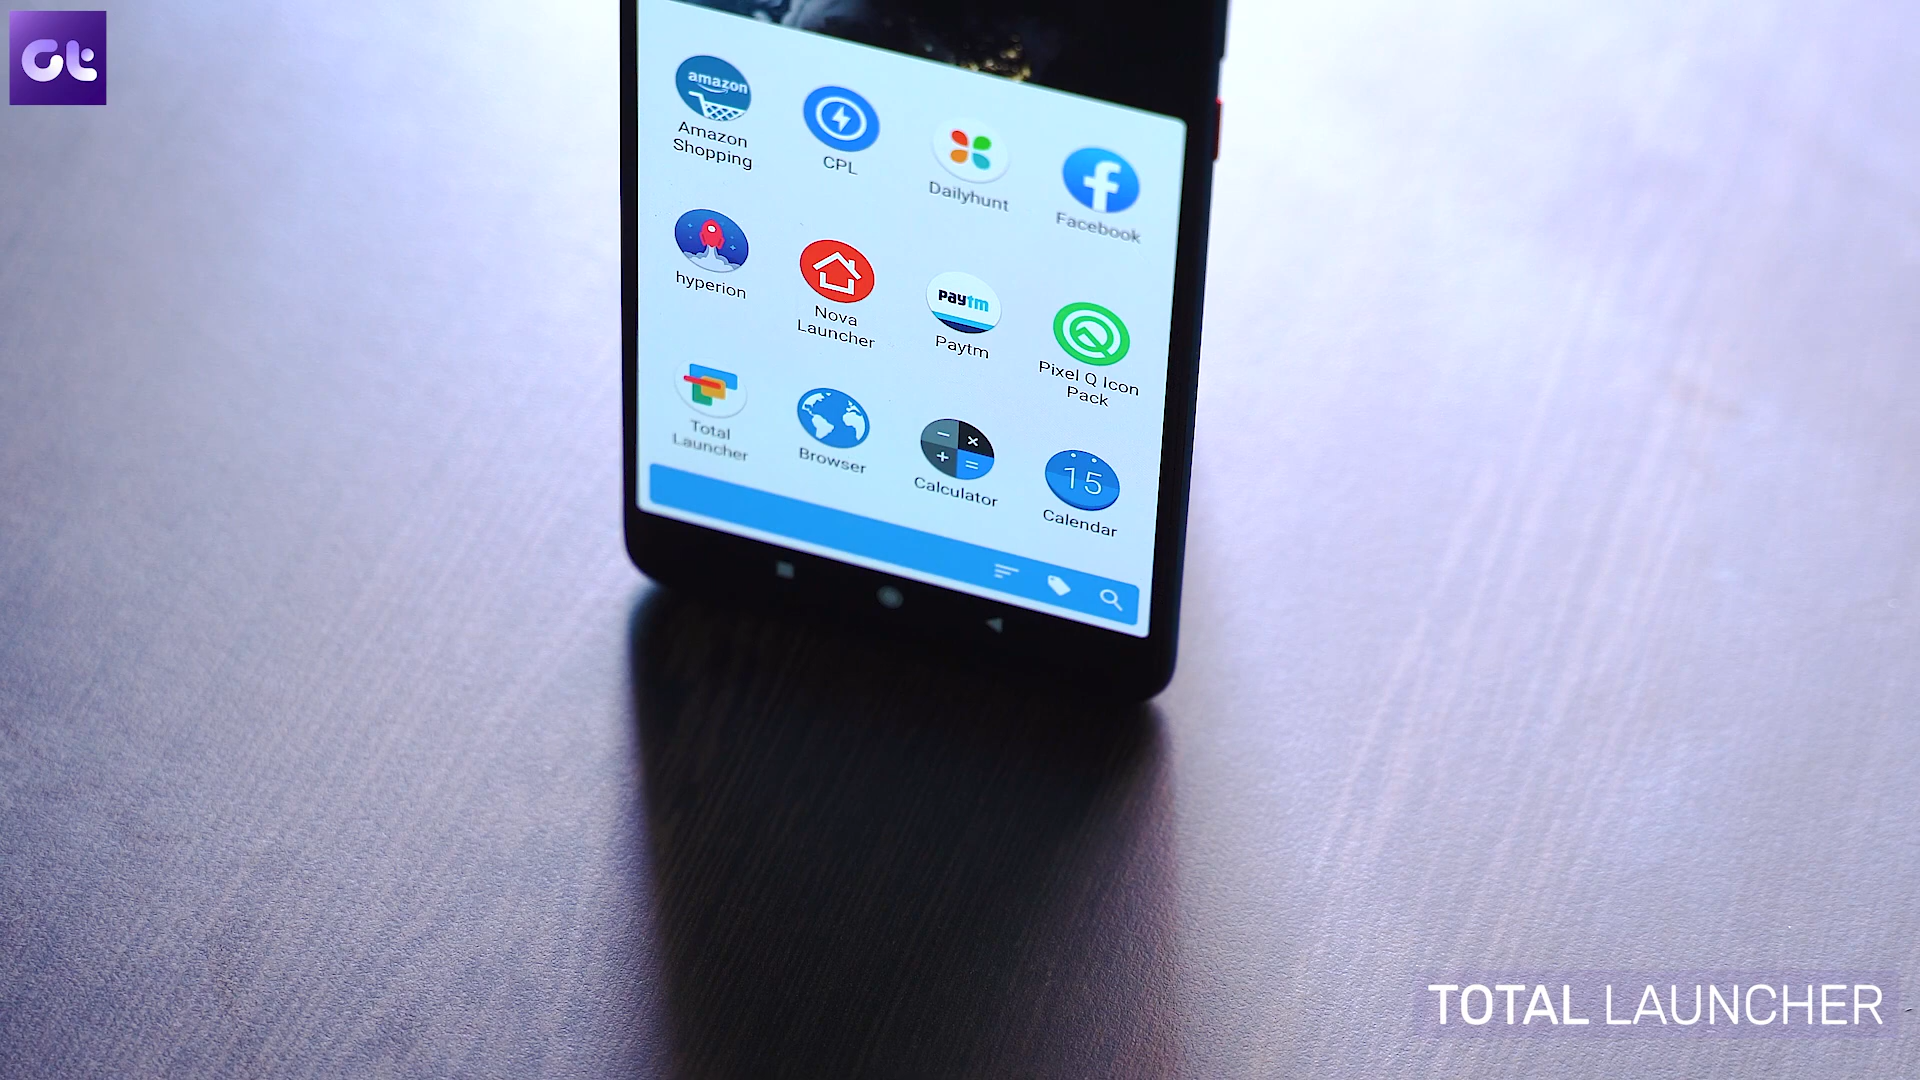 Gt
amazon
Amazon
Shopping
CPL
Dailyhunt
Facebook
hyperion
Nova
Launcher
paytm
Paytm
Pixel Q Icon
Pack
Total
Launcher
Browser
Calculator
15
Calendar
TOTAL LAUNCHER